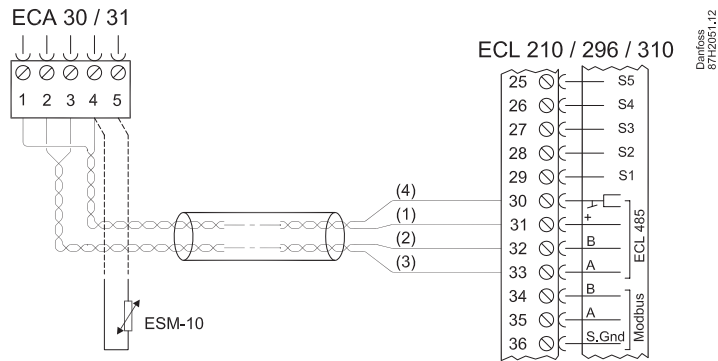 ECA 30 / 31
1 2 3 4 5
ESM-10
(4)
(1)
(2)
(3)
ECL 210 / 296 / 310
25 S5
26 S4
27 S3
28 S2
29 S1
30
31 +
32 B
33 A
34 B
35 A
36 S.Gnd
ECL 485
Modbus
Danfoss
87H2051.12